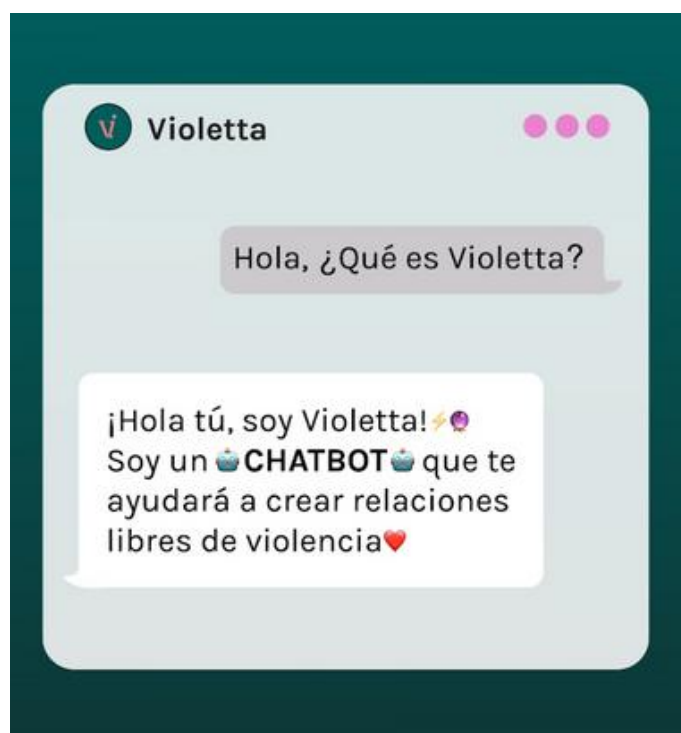 Vi
Violetta
Hola, ¿Qué es Violetta?
¡Hola tú, soy Violetta!⚡🔮
Soy un 🤖CHATBOT🤖 que te
ayudará a crear relaciones
libres de violencia❤️